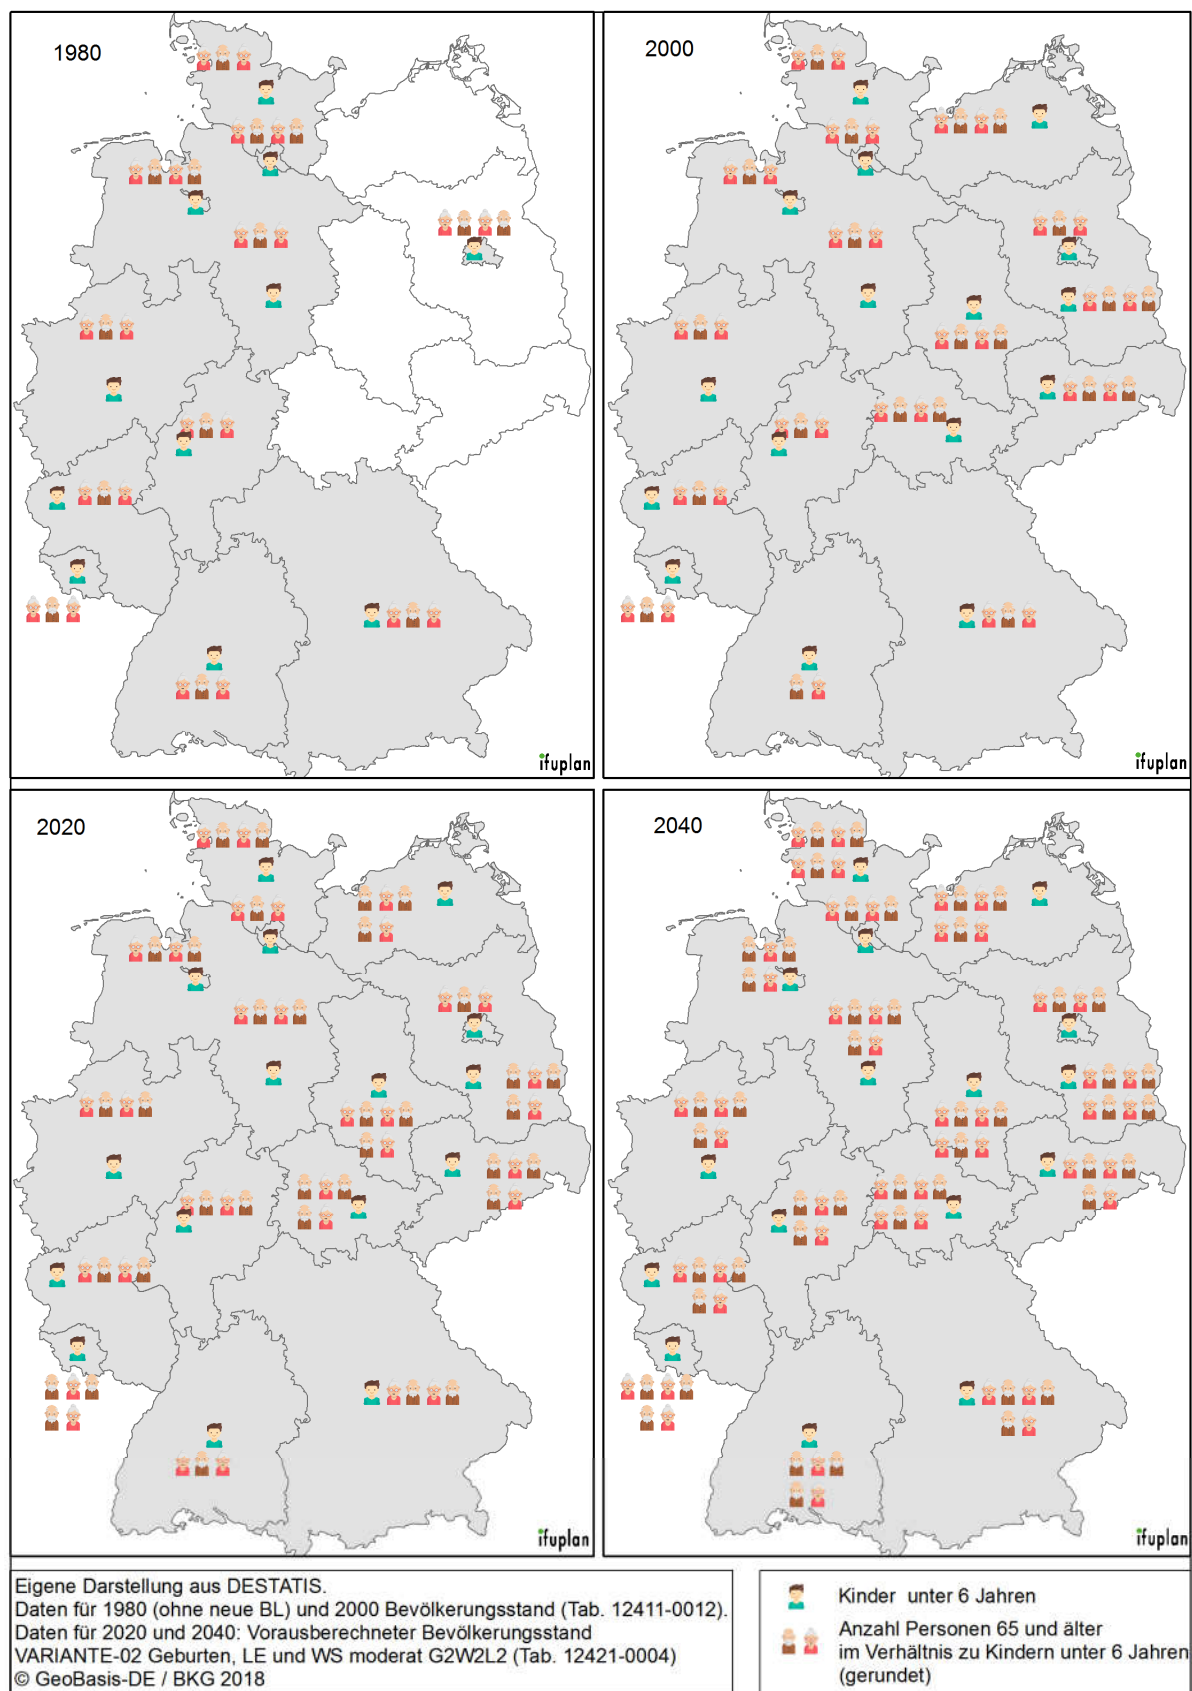 1980
2000
ifuplan
ifuplan
2020
2040
ifuplan
ifuplan
Eigene Darstellung aus DESTATIS.
Daten für 1980 (ohne neue BL) und 2000 Bevölkerungsstand (Tab. 12411-0012).
Daten für 2020 und 2040: Vorausberechneter Bevölkerungsstand
VARIANTE-02 Geburten, LE und WS moderat G2W2L2 (Tab. 12421-0004)
© GeoBasis-DE / BKG 2018
Kinder unter 6 Jahren
Anzahl Personen 65 und älter
im Verhältnis zu Kindern unter 6 Jahren
(gerundet)